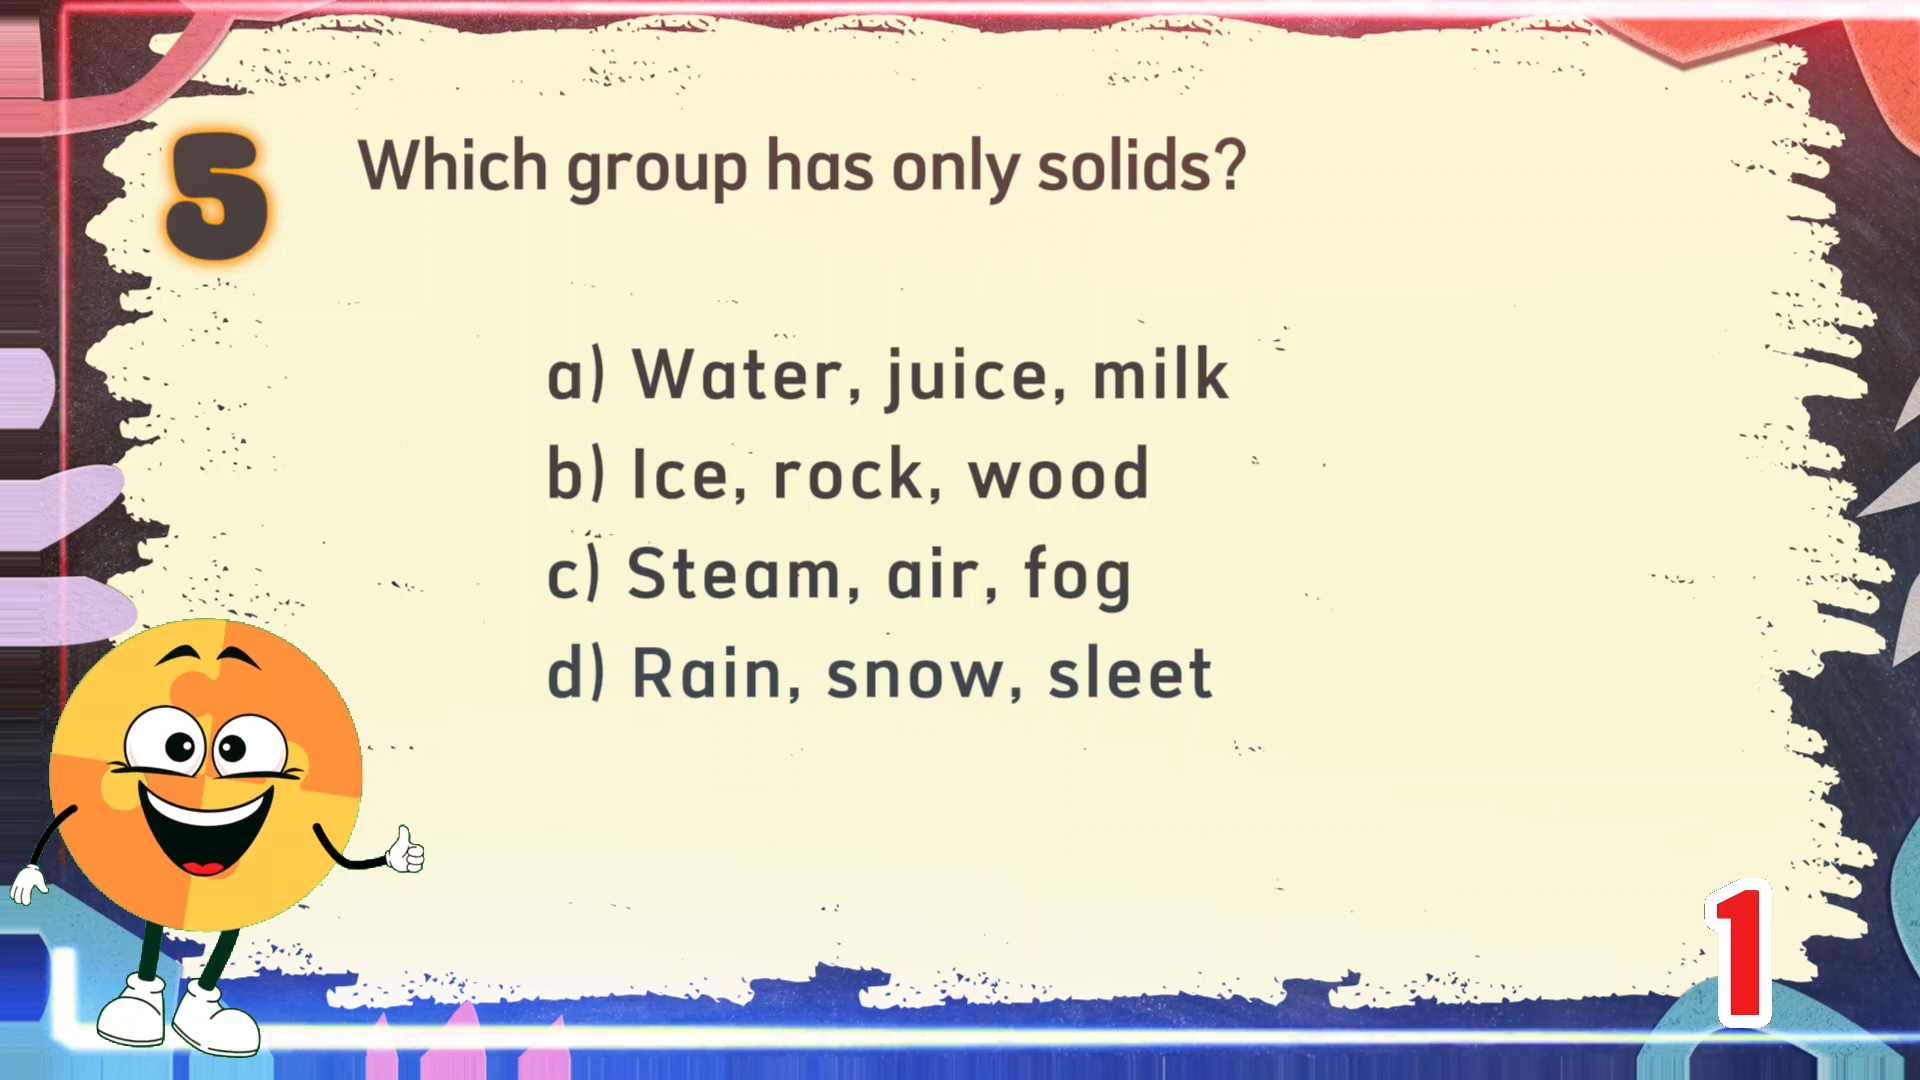 5 Which group has only solids?
a) Water, juice, milk
b) Ice, rock, wood
c) Steam, air, fog
d) Rain, snow, sleet
1